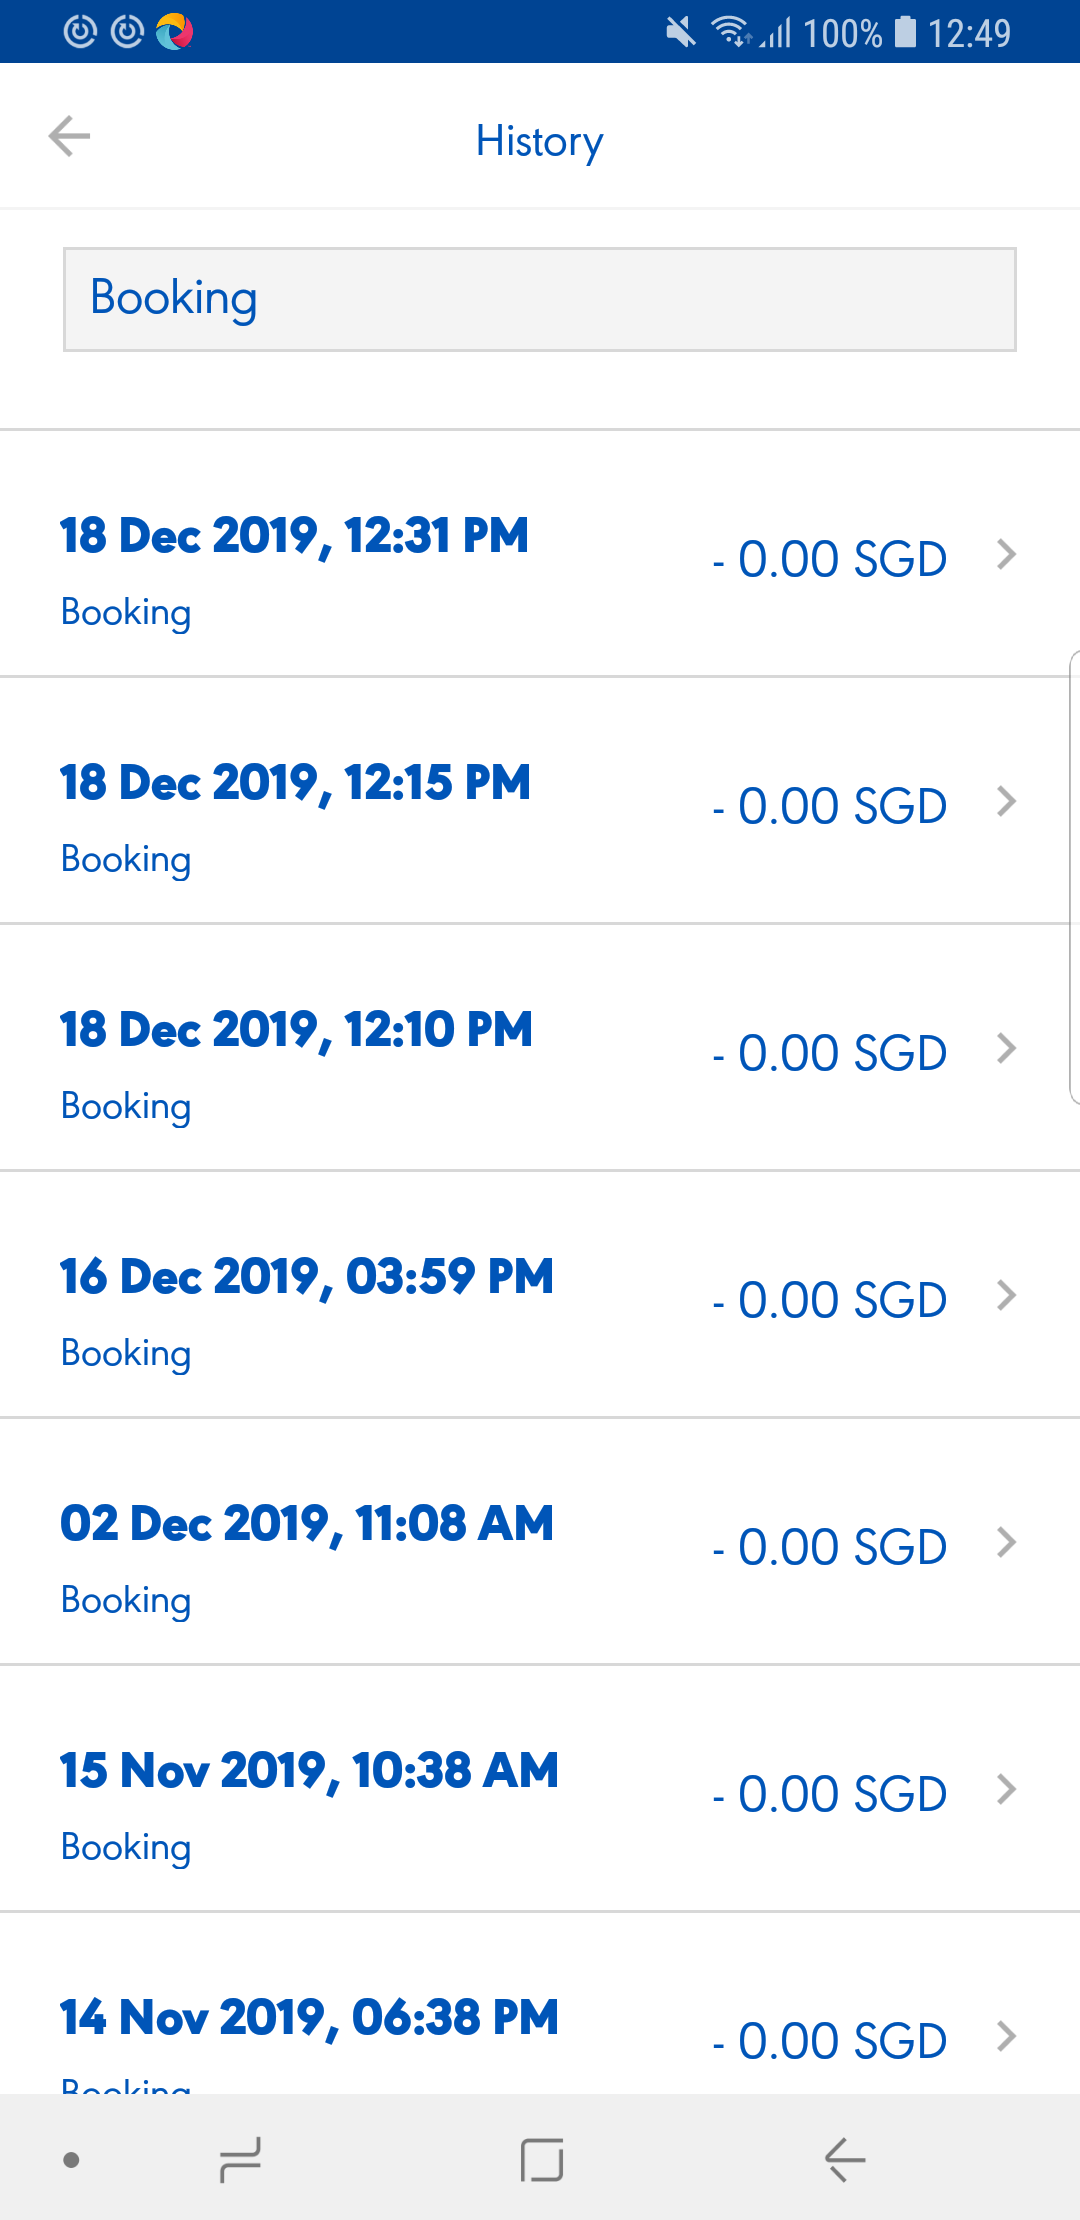 100% 12:49
History
Booking
18 Dec 2019, 12:31 PM
- 0.00 SGD
Booking
18 Dec 2019, 12:15 PM
- 0.00 SGD
Booking
18 Dec 2019, 12:10 PM
- 0.00 SGD
Booking
16 Dec 2019, 03:59 PM
- 0.00 SGD
Booking
02 Dec 2019, 11:08 AM
- 0.00 SGD
Booking
15 Nov 2019, 10:38 AM
- 0.00 SGD
Booking
14 Nov 2019, 06:38 PM
- 0.00 SGD
Booking